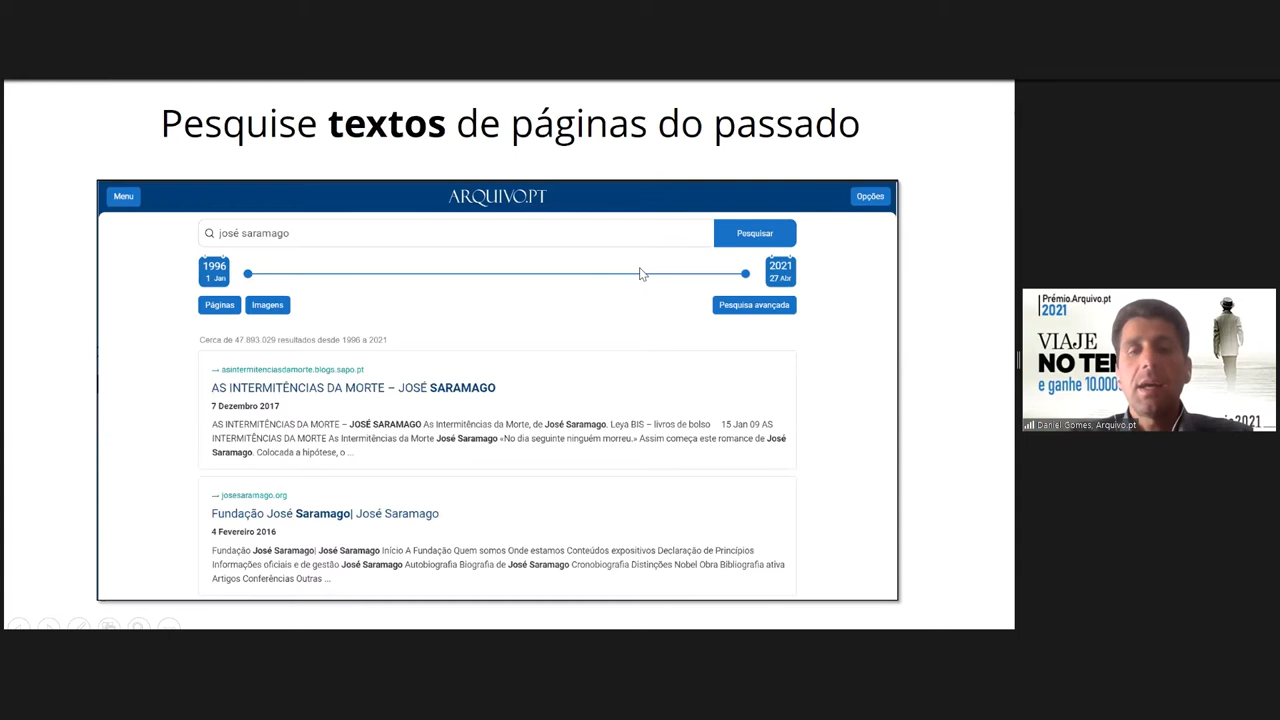 Pesquise textos de páginas do passado
Menu
ARQUIVO.PT
Opções
josé saramago
Pesquisar
1996
1 Jan
2021
27 Abr
Páginas
Imagens
Pesquisa avançada
Cerca de 47 893 029 resultados desde 1996 a 2021
→ asintermitenciasdamorte.blogs.sapo.pt
AS INTERMITÊNCIAS DA MORTE – JOSÉ SARAMAGO
7 Dezembro 2017
AS INTERMITÊNCIAS DA MORTE – JOSÉ SARAMAGO As Intermitências da Morte, de José Saramago. Leya BIS – livros de bolso 15 Jan 09 AS
INTERMITÊNCIAS DA MORTE As Intermitências da Morte José Saramago «No dia seguinte ninguém morreu.» Assim começa este romance de José
Saramago. Colocada a hipótese, o ...
→ josesaramago.org
Fundação José Saramago| José Saramago
4 Fevereiro 2016
Fundação José Saramago| José Saramago Início A Fundação Quem somos Onde estamos Conteúdos expositivos Declaração de Princípios
Informações oficiais e de gestão José Saramago Autobiografia Biografia de José Saramago Cronobiografia Distinções Nobel Obra Bibliografia ativa
Artigos Conferências Outras ...
Prémio.Arquivo.pt
2021
VIAJE
NO TEM
e ganhe 10.000
2021
Daniel Gomes, Arquivo.pt